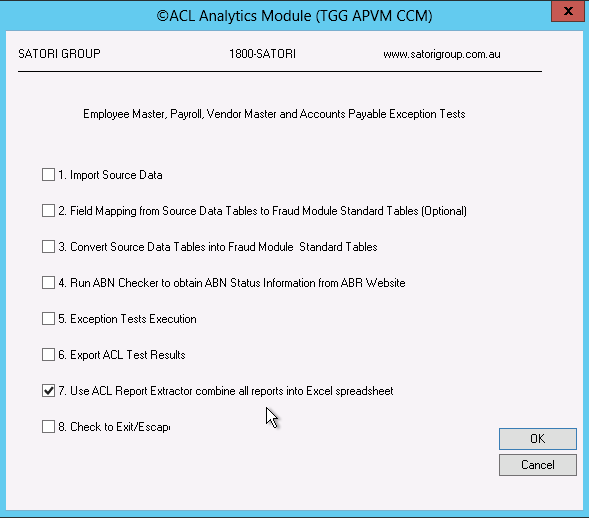 ©ACL Analytics Module (TGG APVM CCM)
x
SATORI GROUP 1800-SATORI www.satorigroup.com.au
Employee Master, Payroll, Vendor Master and Accounts Payable Exception Tests
1. Import Source Data
2. Field Mapping from Source Data Tables to Fraud Module Standard Tables (Optional)
3. Convert Source Data Tables into Fraud Module Standard Tables
4. Run ABN Checker to obtain ABN Status Information from ABR Website
5. Exception Tests Execution
6. Export ACL Test Results
7. Use ACL Report Extractor combine all reports into Excel spreadsheet
8. Check to Exit/Escape
OK
Cancel